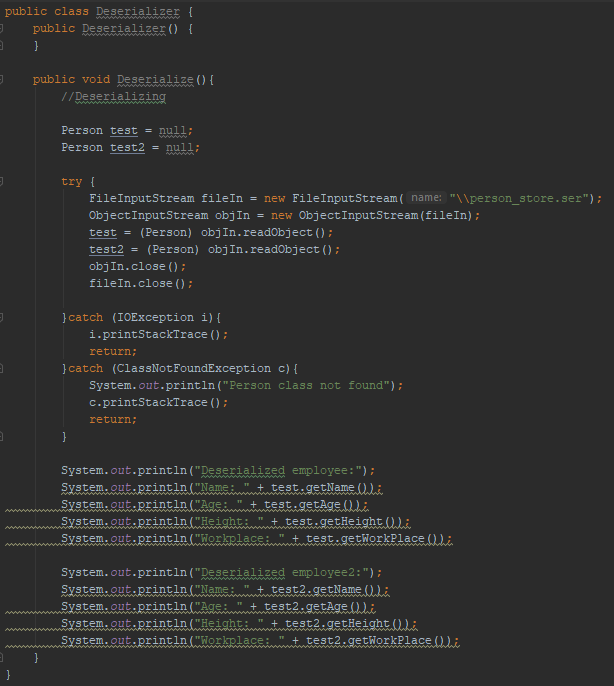 public class Deserializer {
public Deserializer() {
}
public void Deserialize(){
//Deserializing
Person test = null;
Person test2 = null;
try {
FileInputStream fileIn = new FileInputStream( name: "\\person_store.ser");
ObjectInputStream objIn = new ObjectInputStream(fileIn);
test = (Person) objIn.readObject();
test2 = (Person) objIn.readObject();
objIn.close();
fileIn.close();
}catch (IOException i){
i.printStackTrace();
return;
}catch (ClassNotFoundException c){
System.out.println("Person class not found");
c.printStackTrace();
return;
}
System.out.println("Deserialized employee:");
System.out.println("Name: " + test.getName());
System.out.println("Age: " + test.getAge());
System.out.println("Height: " + test.getHeight());
System.out.println("Workplace: " + test.getWorkPlace());
System.out.println("Deserialized employee2:");
System.out.println("Name: " + test2.getName());
System.out.println("Age: " + test2.getAge());
System.out.println("Height: " + test2.getHeight());
System.out.println("Workplace: " + test2.getWorkPlace());
}
}